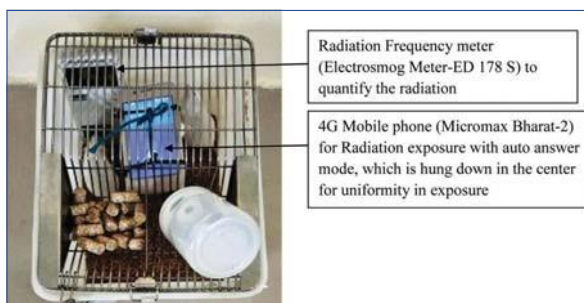 Radiation Frequency meter
(Electrosmog Meter-ED 178 S) to
quantify the radiation
4G Mobile phone (Micromax Bharat-2)
for Radiation exposure with auto answer
mode, which is hung down in the center
for uniformity in exposure